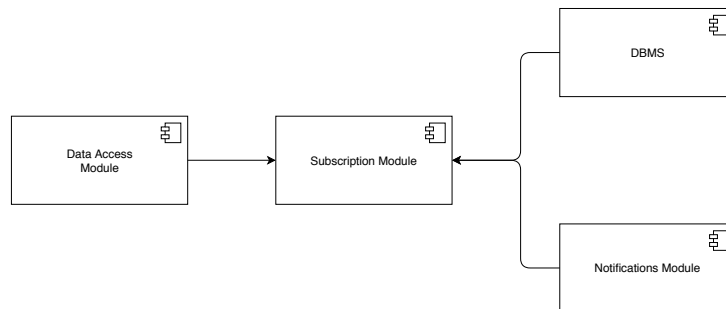 DBMS
Data Access
Module
Subscription Module
Notifications Module